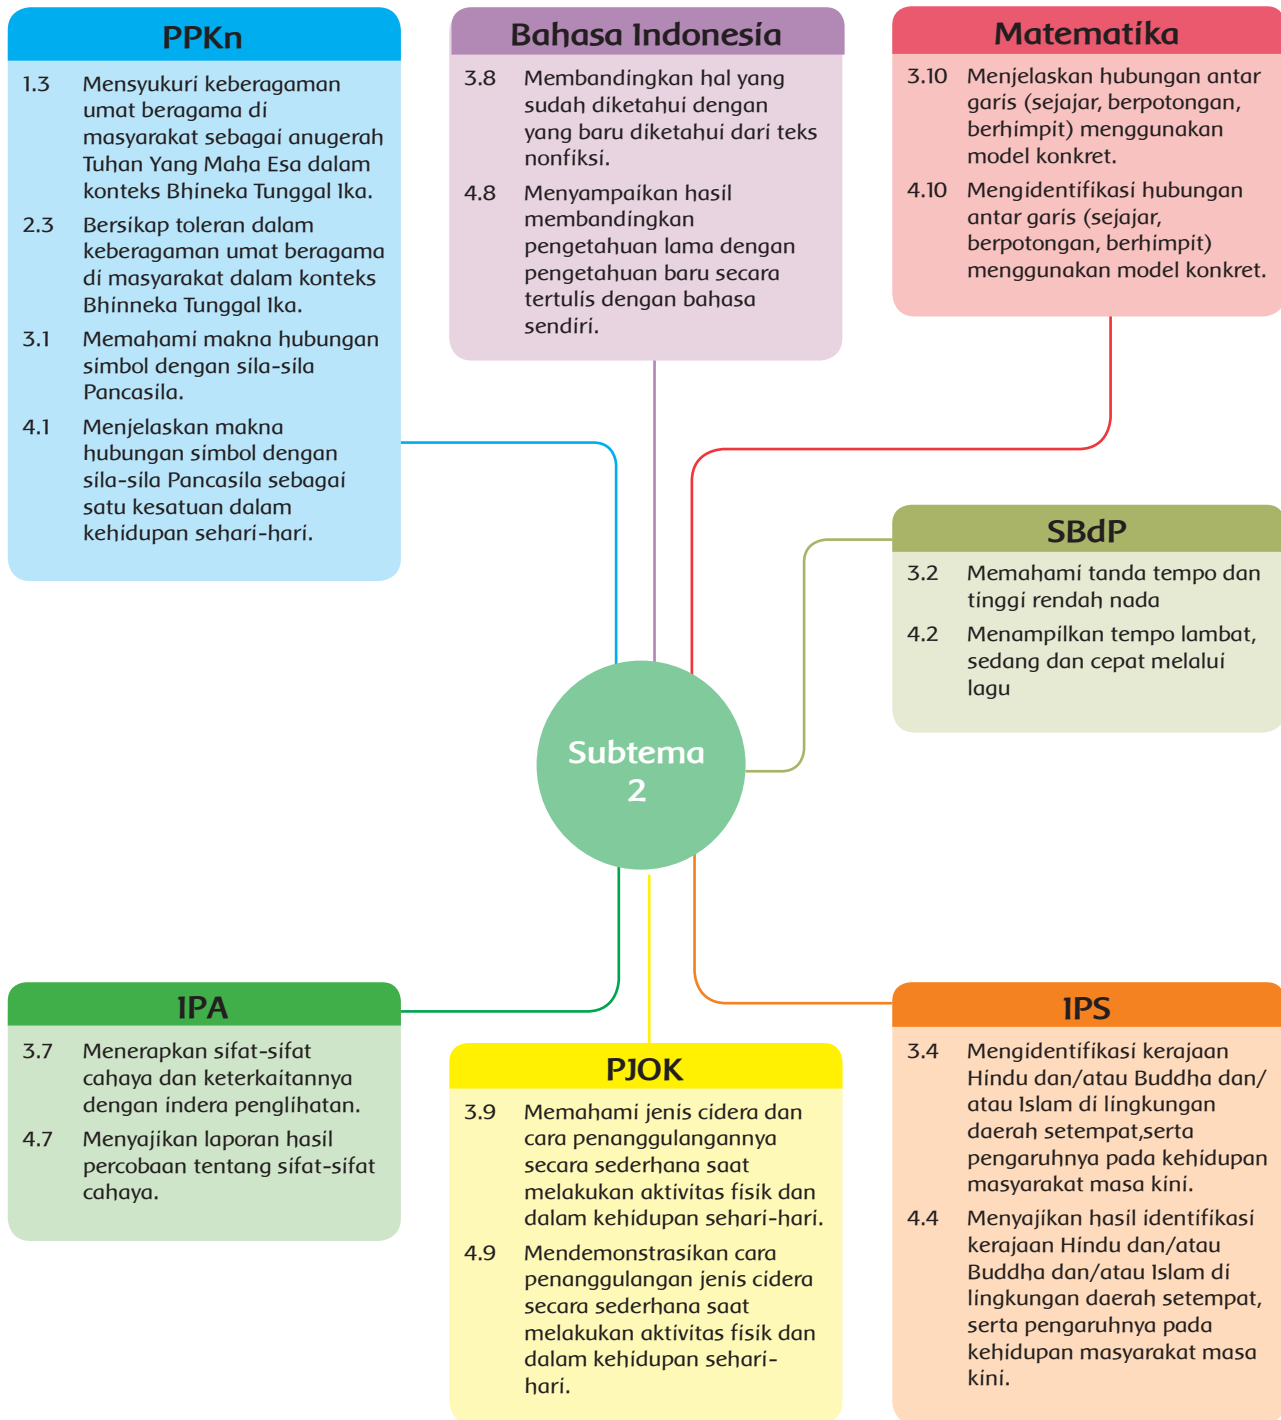 PPKn
1.3 Mensyukuri keberagaman
umat beragama di
masyarakat sebagai anugerah
Tuhan Yang Maha Esa dalam
konteks Bhineka Tunggal Ika.
2.3 Bersikap toleran dalam
keberagaman umat beragama
di masyarakat dalam konteks
Bhinneka Tunggal Ika.
3.1 Memahami makna hubungan
simbol dengan sila-sila
Pancasila.
4.1 Menjelaskan makna
hubungan simbol dengan
sila-sila Pancasila sebagai
satu kesatuan dalam
kehidupan sehari-hari.
Bahasa Indonesia
3.8 Membandingkan hal yang
sudah diketahui dengan
yang baru diketahui dari teks
nonfiksi.
4.8 Menyampaikan hasil
membandingkan
pengetahuan lama dengan
pengetahuan baru secara
tertulis dengan bahasa
sendiri.
Matematika
3.10 Menjelaskan hubungan antar
garis (sejajar, berpotongan,
berhimpit) menggunakan
model konkret.
4.10 Mengidentifikasi hubungan
antar garis (sejajar,
berpotongan, berhimpit)
menggunakan model konkret.
SBdP
3.2 Memahami tanda tempo dan
tinggi rendah nada
4.2 Menampilkan tempo lambat,
sedang dan cepat melalui
lagu
Subtema
2
IPA
3.7 Menerapkan sifat-sifat
cahaya dan keterkaitannya
dengan indera penglihatan.
4.7 Menyajikan laporan hasil
percobaan tentang sifat-sifat
cahaya.
PJOK
3.9 Memahami jenis cidera dan
cara penanggulangannya
secara sederhana saat
melakukan aktivitas fisik dan
dalam kehidupan sehari-hari.
4.9 Mendemonstrasikan cara
penanggulangan jenis cidera
secara sederhana saat
melakukan aktivitas fisik dan
dalam kehidupan sehari-
hari.
IPS
3.4 Mengidentifikasi kerajaan
Hindu dan/atau Buddha dan/
atau Islam di lingkungan
daerah setempat,serta
pengaruhnya pada kehidupan
masyarakat masa kini.
4.4 Menyajikan hasil identifikasi
kerajaan Hindu dan/atau
Buddha dan/atau Islam di
lingkungan daerah setempat,
serta pengaruhnya pada
kehidupan masyarakat masa
kini.